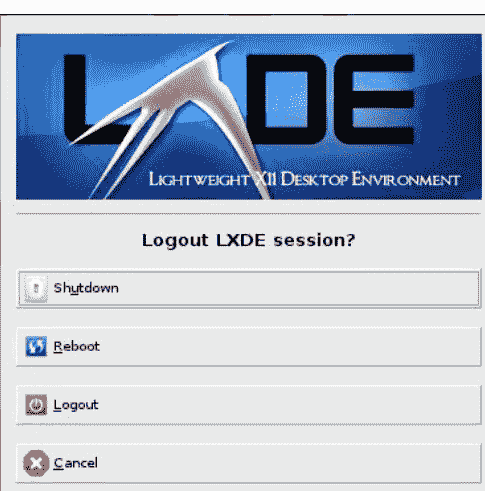 LXDE
LIGHTWEIGHT X11 DESKTOP ENVIRONMENT
Logout LXDE session?
Shutdown
Reboot
Logout
Cancel